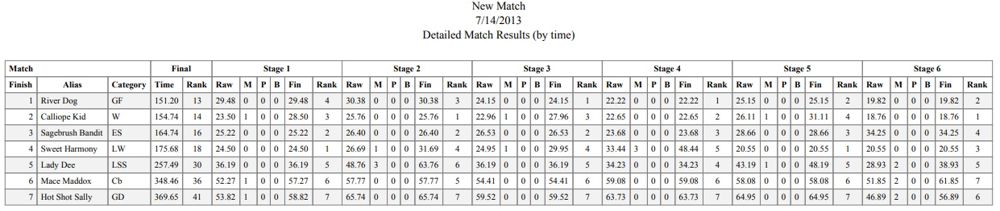 New Match
7/14/2013
Detailed Match Results (by time)
Match Final Stage 1 Stage 2 Stage 3 Stage 4 Stage 5 Stage 6
Finish Alias Category Time Rank Raw M P B Fin Rank Raw M P B Fin Rank Raw M P B Fin Rank Raw M P B Fin Rank Raw M P B Fin Rank Raw M P B Fin Rank
1 River Dog GF 151.20 13 29.48 0 0 0 29.48 4 30.38 0 0 0 30.38 3 24.15 0 0 0 24.15 1 22.22 0 0 0 22.22 1 25.15 0 0 0 25.15 2 19.82 0 0 0 19.82 2
2 Calliope Kid W 154.74 14 23.50 1 0 0 28.50 3 25.76 0 0 0 25.76 1 22.96 1 0 0 27.96 3 22.65 0 0 0 22.65 2 26.11 1 0 0 31.11 4 18.76 0 0 0 18.76 1
3 Sagebrush Bandit ES 164.74 16 25.22 0 0 0 25.22 2 26.40 0 0 0 26.40 2 26.53 0 0 0 26.53 2 23.68 0 0 0 23.68 3 28.66 0 0 0 28.66 3 34.25 0 0 0 34.25 4
4 Sweet Harmony LW 175.68 18 24.50 0 0 0 24.50 1 26.69 1 0 0 31.69 4 24.95 1 0 0 29.95 4 33.44 3 0 0 48.44 5 20.55 0 0 0 20.55 1 20.55 0 0 0 20.55 3
5 Lady Dee LSS 257.49 30 36.19 0 0 0 36.19 5 48.76 3 0 0 63.76 6 36.19 0 0 0 36.19 5 34.23 0 0 0 34.23 4 43.19 1 0 0 48.19 5 28.93 2 0 0 38.93 5
6 Mace Maddox Cb 348.46 36 52.27 1 0 0 57.27 6 57.77 0 0 0 57.77 5 54.41 0 0 0 54.41 6 59.08 0 0 0 59.08 6 58.08 0 0 0 58.08 6 51.85 2 0 0 61.85 7
7 Hot Shot Sally GD 369.65 41 53.82 1 0 0 58.82 7 65.74 0 0 0 65.74 7 59.52 0 0 0 59.52 7 63.73 0 0 0 63.73 7 64.95 0 0 0 64.95 7 46.89 2 0 0 56.89 6